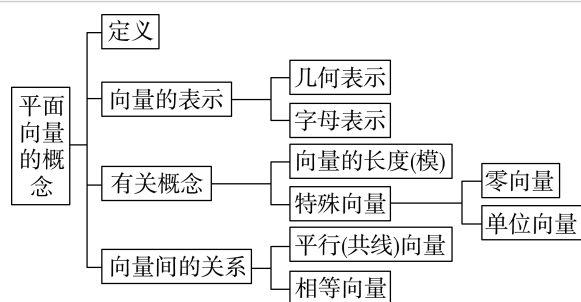 平面
向量
的概
念
定义
向量的表示
几何表示
字母表示
有关概念
向量的长度(模)
特殊向量
零向量
单位向量
向量间的关系
平行(共线)向量
相等向量